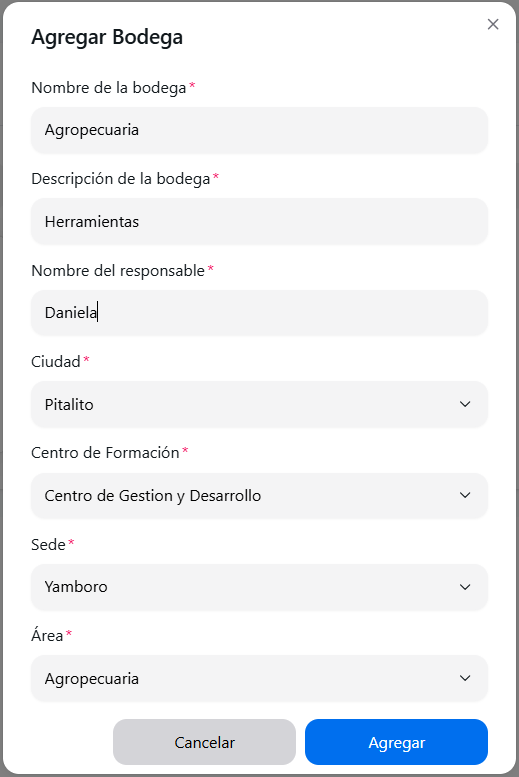 Agregar Bodega
Nombre de la bodega*
Agropecuaria
Descripción de la bodega*
Herramientas
Nombre del responsable*
Daniela
Ciudad*
Pitalito
Centro de Formación*
Centro de Gestion y Desarrollo
Sede*
Yamboro
Área*
Agropecuaria
Cancelar Agregar